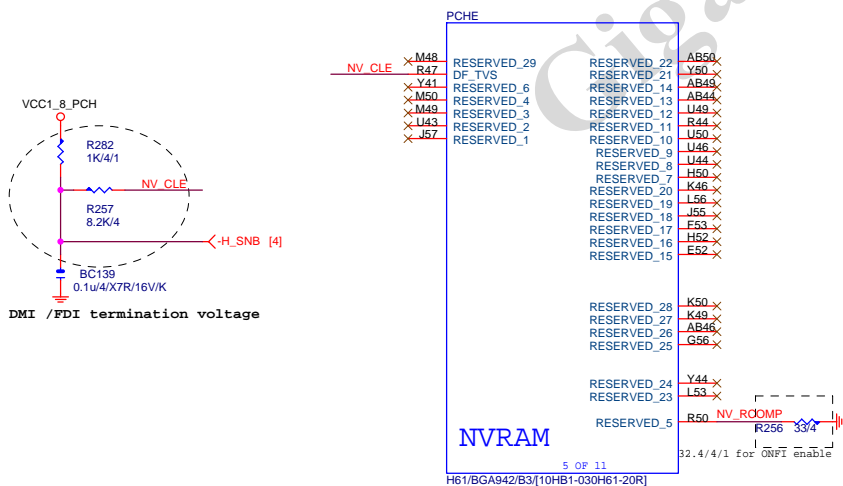 PCHE
NV_CLE
M48 RESERVED_29
R47 DF_TVS
Y41 RESERVED_6
M50 RESERVED_4
M49 RESERVED_3
U43 RESERVED_2
J57 RESERVED_1
RESERVED_22 AB50
RESERVED_21 Y50
RESERVED_14 AB49
RESERVED_13 AB44
RESERVED_12 U49
RESERVED_11 R44
RESERVED_10 U50
RESERVED_9 U46
RESERVED_8 U44
RESERVED_7 H50
RESERVED_20 K46
RESERVED_19 L56
RESERVED_18 J55
RESERVED_17 F53
RESERVED_16 H52
RESERVED_15 E52
RESERVED_28 K50
RESERVED_27 K49
RESERVED_26 AB46
RESERVED_25 G56
RESERVED_24 Y44
RESERVED_23 L53
RESERVED_5 R50 NV_RCOMP
R256 33/4
32.4/4/1 for ONFI enable
NVRAM
5 OF 11
H61/BGA942/B3/[10HB1-030H61-20R]
VCC1_8_PCH
R282
1K/4/1
NV_CLE
R257
8.2K/4
-H_SNB [4]
BC139
0.1u/4/X7R/16V/K
DMI /FDI termination voltage
Giga